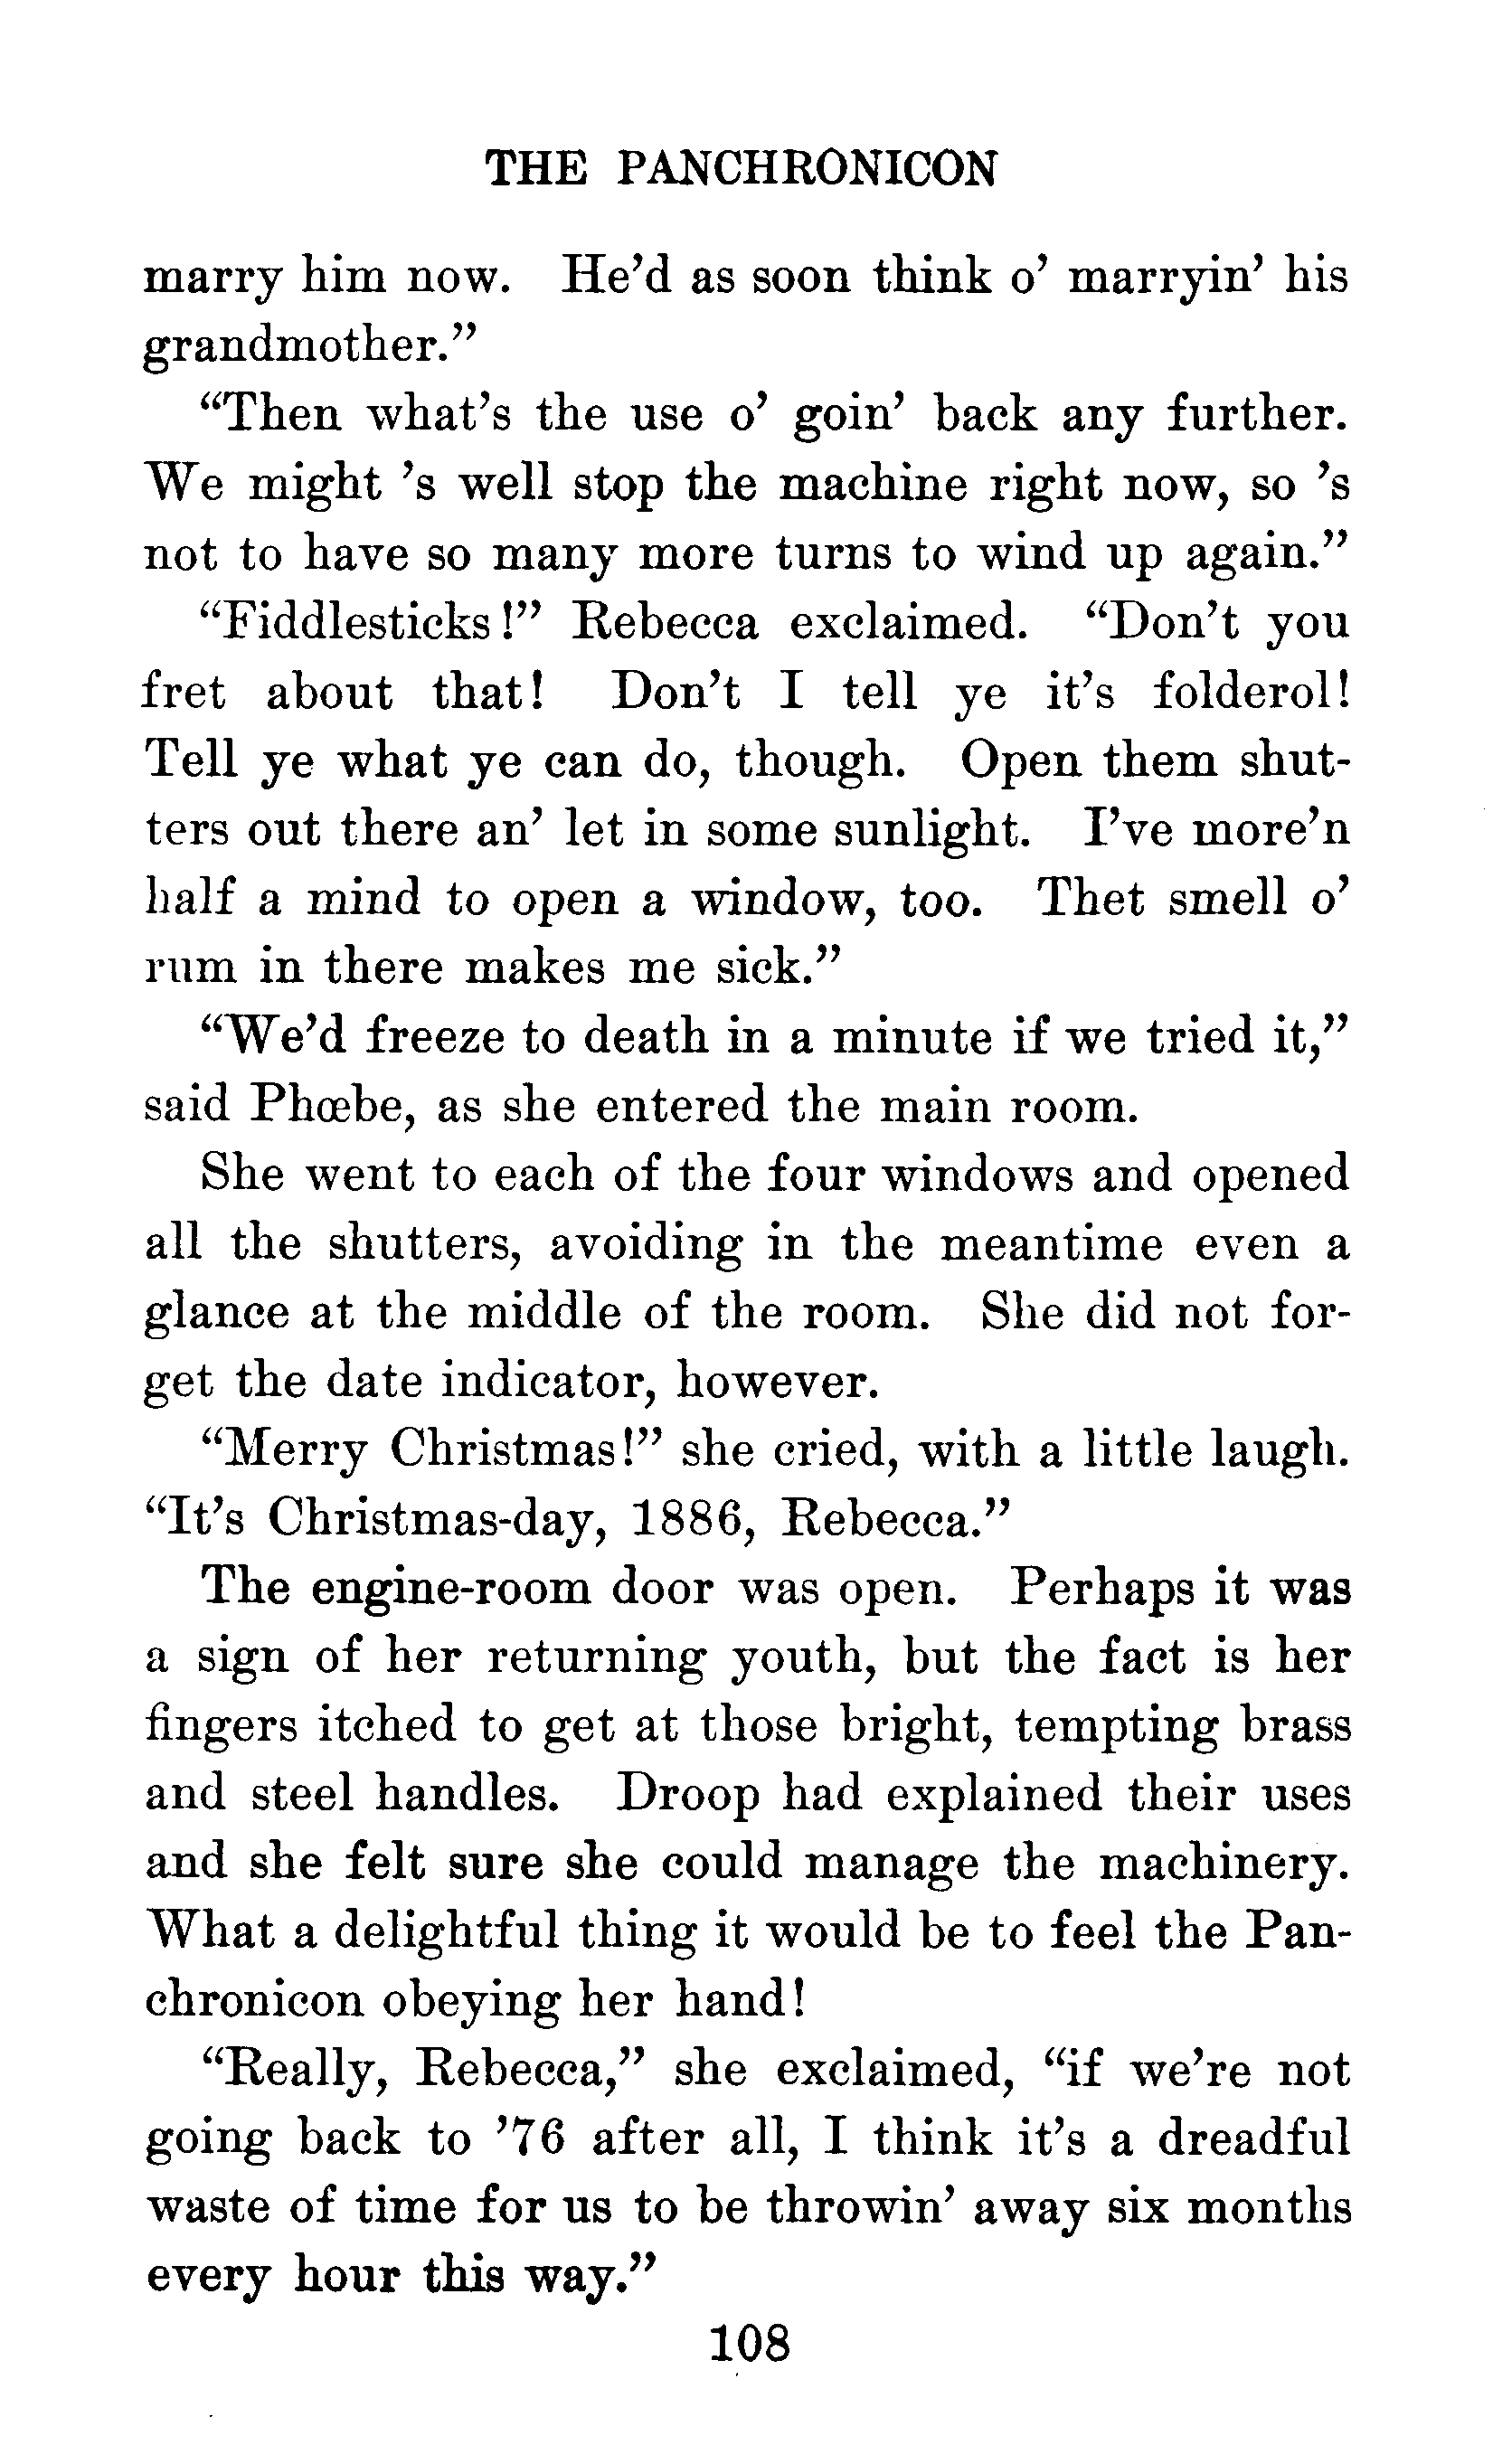 THE PANCHRONICON
marry him now. He'd as soon think o' marryin' his
grandmother."
"Then what's the use o' goin' back any further.
We might 's well stop the machine right now, so 's
not to have so many more turns to wind up again."
"Fiddlesticks!" Rebecca exclaimed. "Don't you
fret about that! Don't I tell ye it's folderol!
Tell ye what ye can do, though. Open them shut-
ters out there an' let in some sunlight. I've more'n
half a mind to open a window, too. Thet smell o'
rum in there makes me sick."
"We'd freeze to death in a minute if we tried it,"
said Phœbe, as she entered the main room.
She went to each of the four windows and opened
all the shutters, avoiding in the meantime even a
glance at the middle of the room. She did not for-
get the date indicator, however.
"Merry Christmas!" she cried, with a little laugh.
"It's Christmas-day, 1886, Rebecca."
The engine-room door was open. Perhaps it was
a sign of her returning youth, but the fact is her
fingers itched to get at those bright, tempting brass
and steel handles. Droop had explained their uses
and she felt sure she could manage the machinery.
What a delightful thing it would be to feel the Pan-
chronicon obeying her hand!
"Really, Rebecca," she exclaimed, "if we're not
going back to '76 after all, I think it's a dreadful
waste of time for us to be throwin' away six months
every hour this way."
108